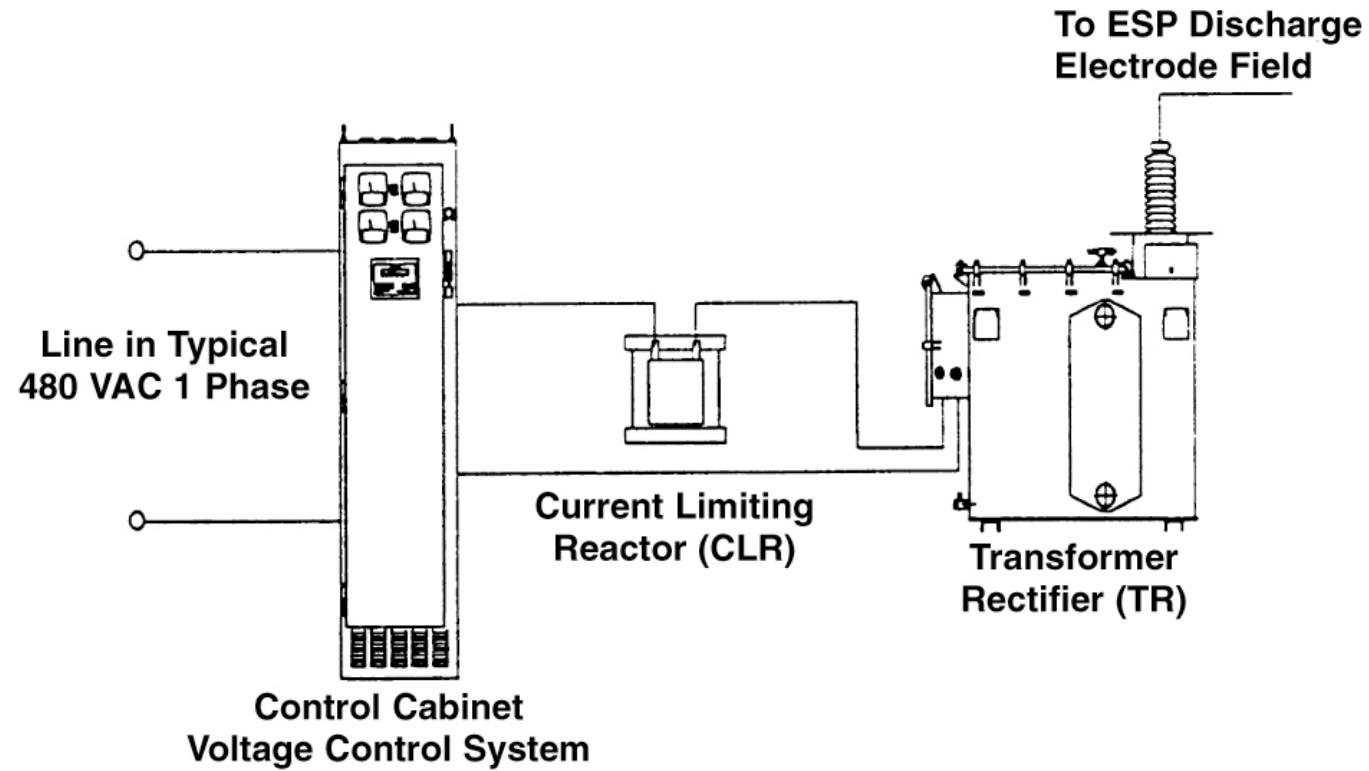 To ESP Discharge
Electrode Field
Line in Typical
480 VAC 1 Phase
Current Limiting
Reactor (CLR)
Transformer
Rectifier (TR)
Control Cabinet
Voltage Control System